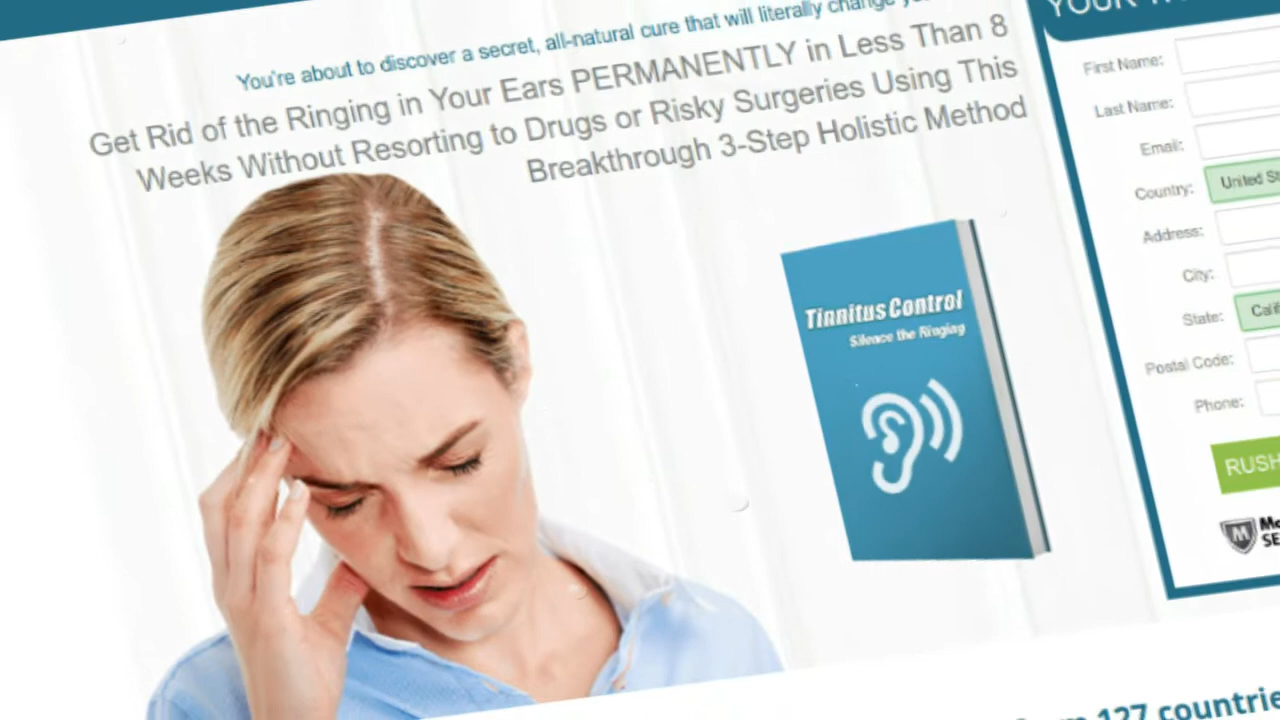 You're about to discover a secret, all-natural cure that will literally change
Get Rid of the Ringing in Your Ears PERMANENTLY in Less Than 8
Weeks Without Resorting to Drugs or Risky Surgeries Using This
Breakthrough 3-Step Holistic Method
Tinnitus Control
Silence the Ringing
YOUR
First Name:
Last Name:
Email:
Country:
United
Address:
City:
State:
Postal Code:
Phone:
RUSH
M
127 countrie